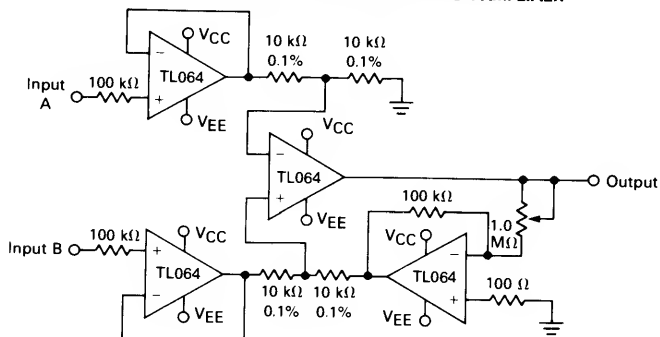 VCC
10 kΩ
0.1%
10 kΩ
0.1%
−
TL064
+
Input
A
100 kΩ
VEE
VCC
−
TL064
+
VEE
Output
100 kΩ
1.0
MΩ
Input B
100 kΩ
VCC
+
TL064
−
VEE
10 kΩ
0.1%
10 kΩ
0.1%
VCC
−
TL064
+
VEE
100 Ω